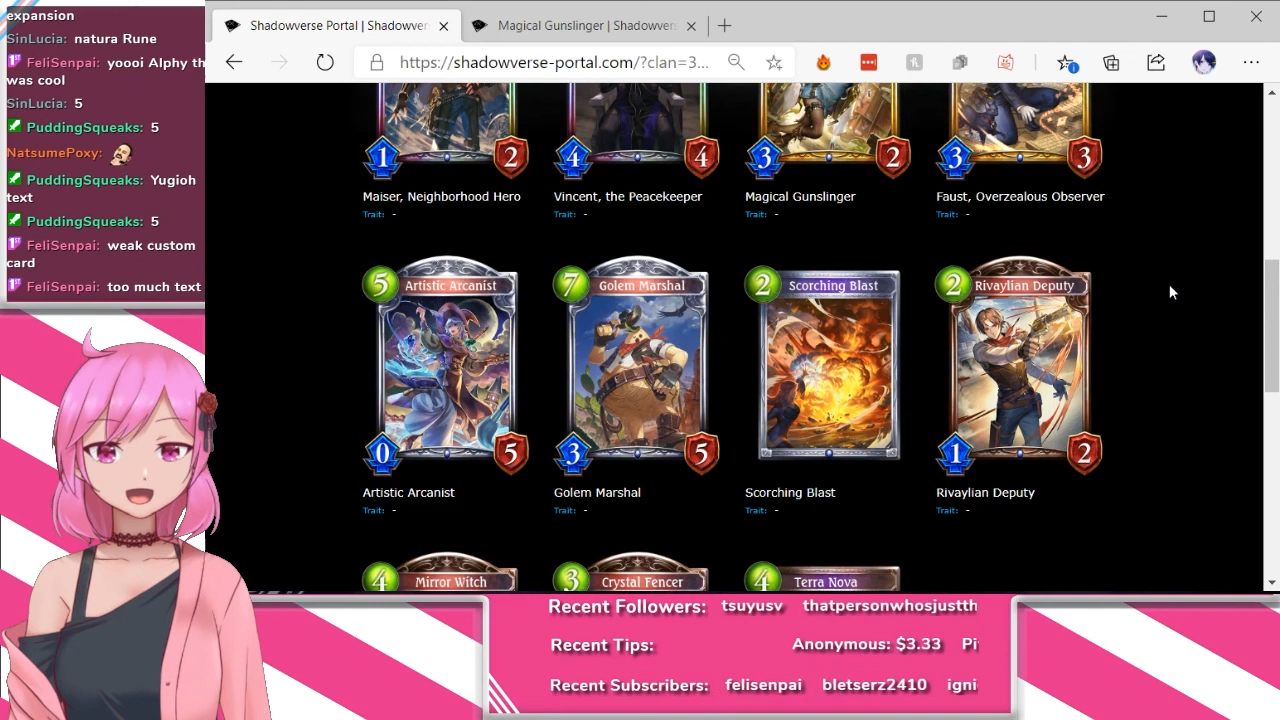 expansion
SinLucia: natura Rune
FeliSenpai: yoooi Alphy th
was cool
SinLucia: 5
PuddingSqueaks: 5
NatsumePoxy:
PuddingSqueaks: Yugioh
text
PuddingSqueaks: 5
FeliSenpai: weak custom
card
FeliSenpai: too much text
Shadowverse Portal | Shadowver
Magical Gunslinger | Shadowver
https://shadowverse-portal.com/?clan=3...
1 2 4 4 3 2 3 3
Maiser, Neighborhood Hero
Vincent, the Peacekeeper
Magical Gunslinger
Faust, Overzealous Observer
Trait: -
Trait: -
Trait: -
Trait: -
5 Artistic Arcanist
7 Golem Marshal
2 Scorching Blast
2 Rivaylian Deputy
0 5 3 5 1 2
Artistic Arcanist
Golem Marshal
Scorching Blast
Rivaylian Deputy
Trait: -
Trait: -
Trait: -
Trait: -
4 Mirror Witch
3 Crystal Fencer
4 Terra Nova
Recent Followers: tsuyusv thatpersonwhosjustth
Recent Tips: Anonymous: $3.33 Pi
Recent Subscribers: felisenpai bletserz2410 igni